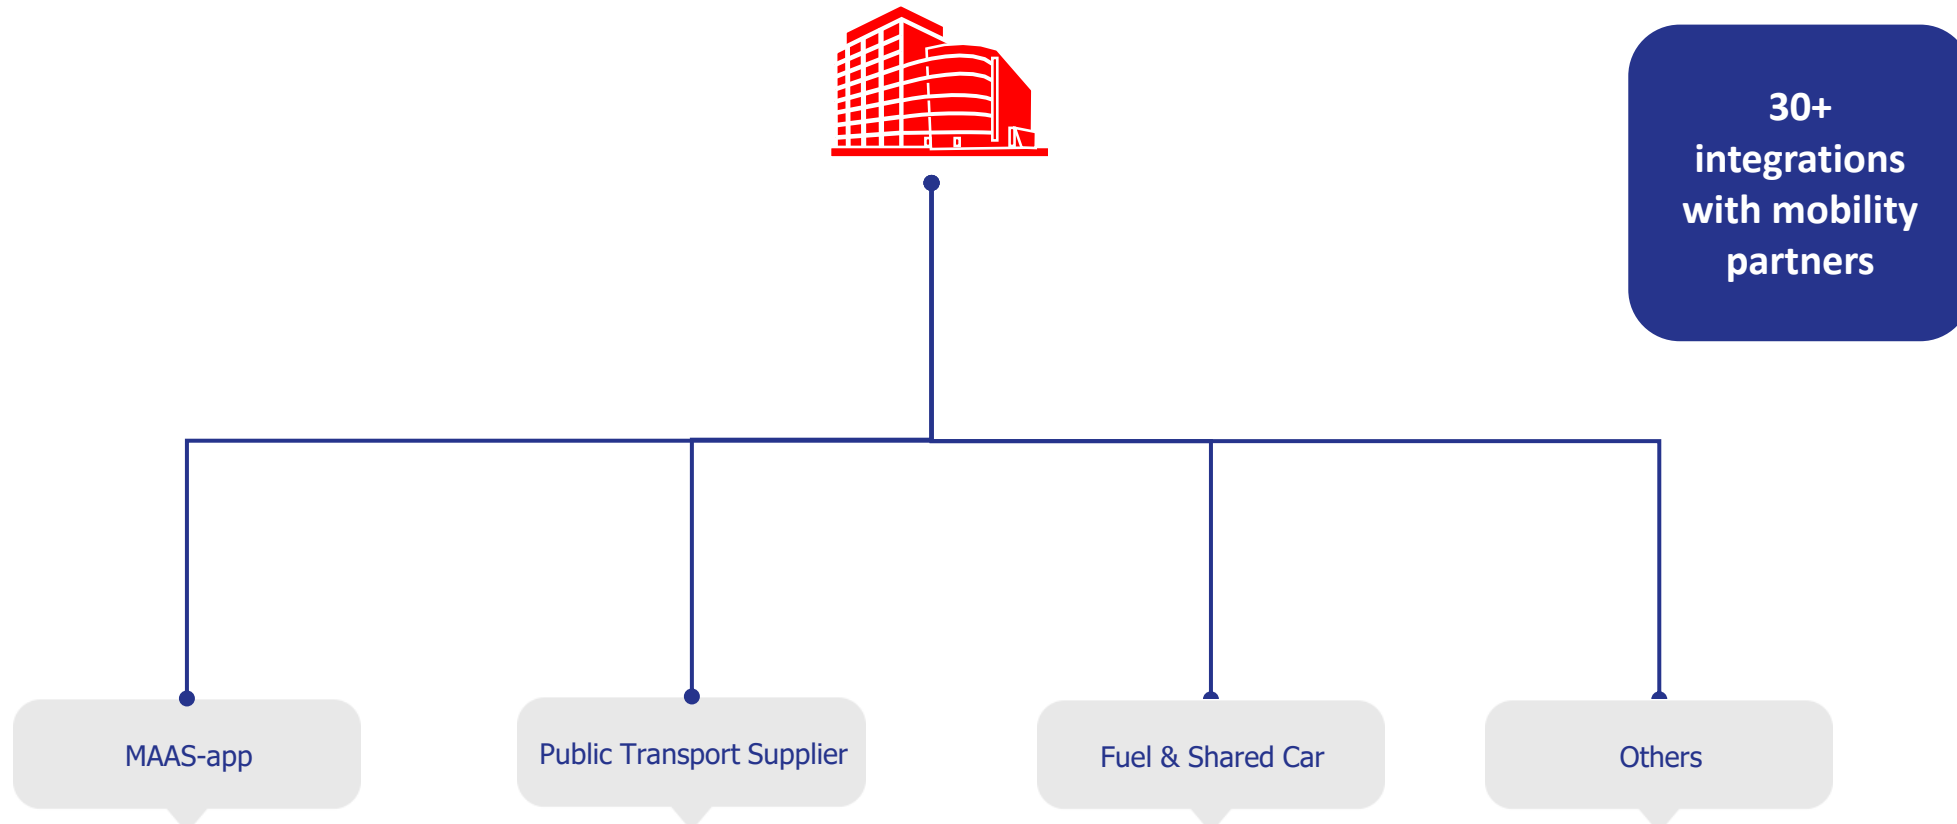 30+
integrations
with mobility
partners
MAAS-app
Public Transport Supplier
Fuel & Shared Car
Others